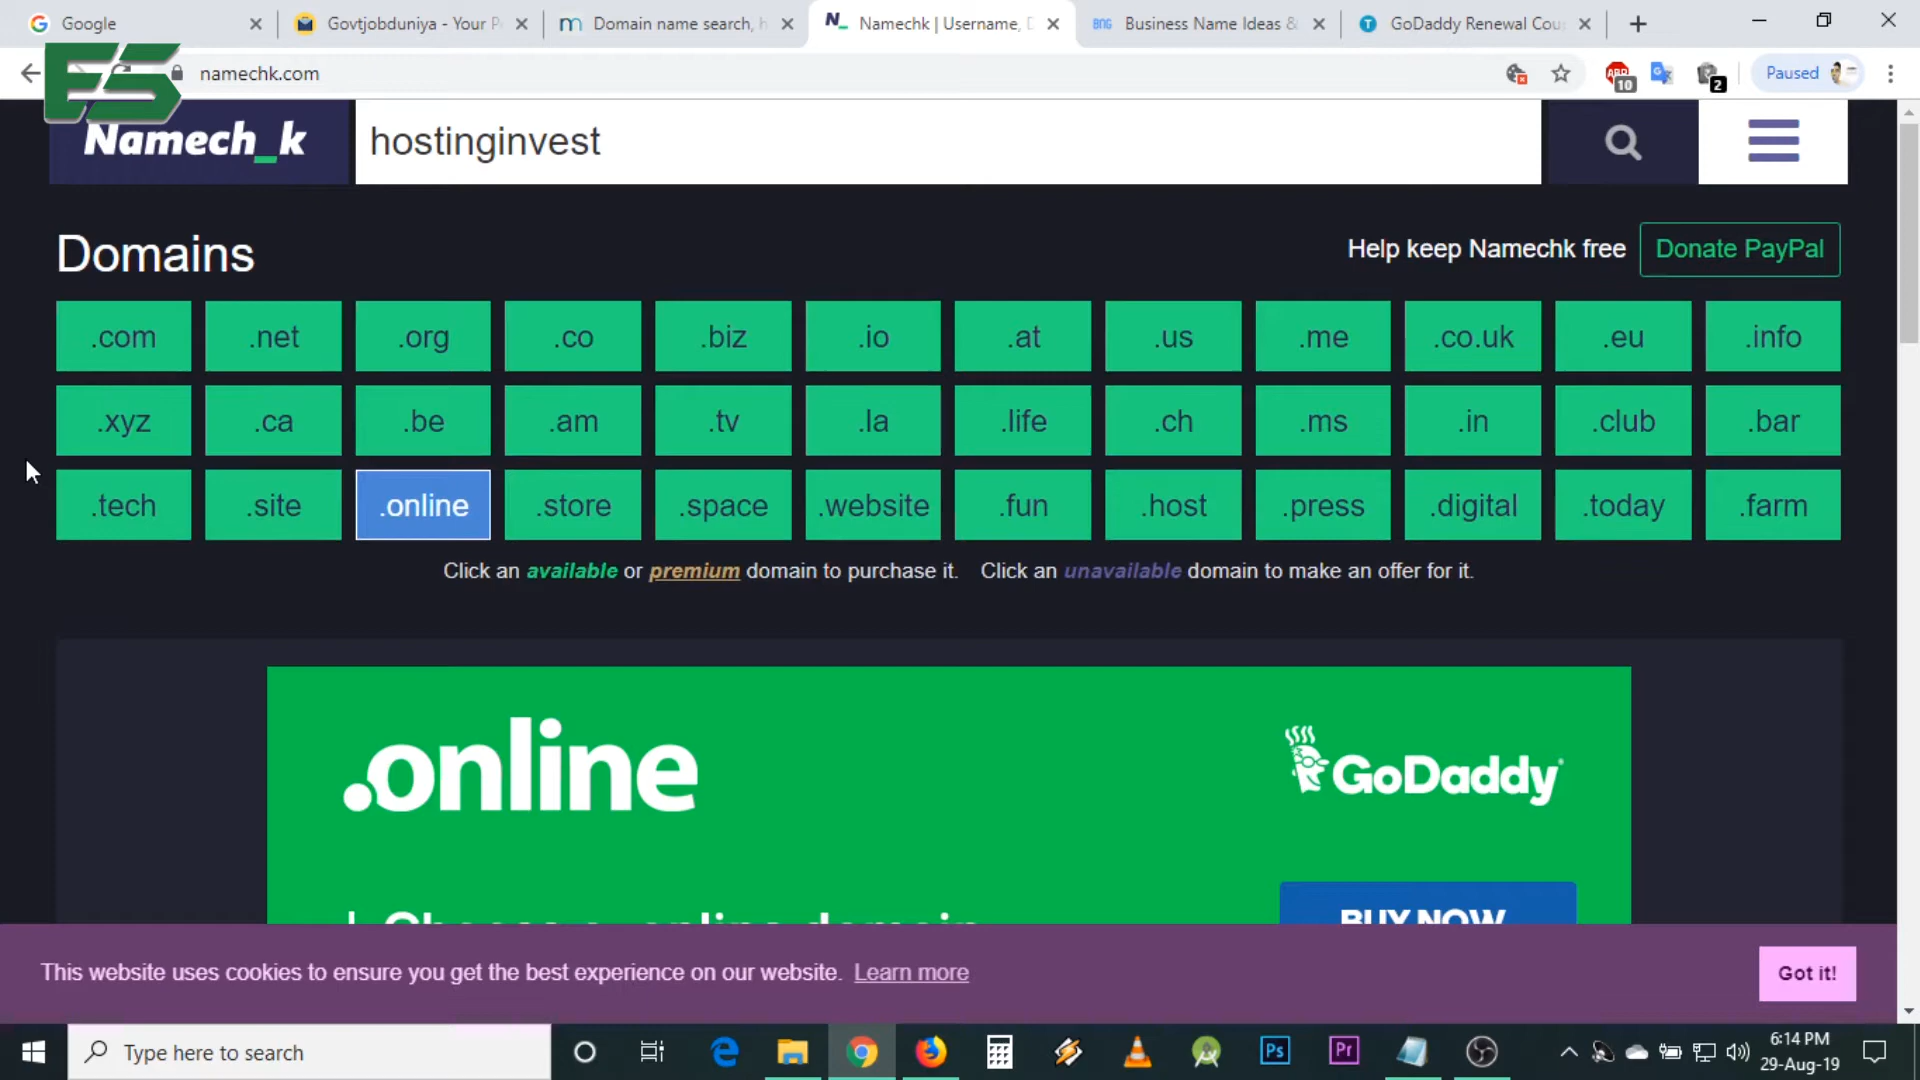 Google
Govtjobduniya - Your P
Domain name search, h
Namechk | Username, D
Business Name Ideas &
GoDaddy Renewal Cou
namechk.com
10
2
Paused
ES
Namech_k
hostinginvest
Domains
Help keep Namechk free
Donate PayPal
.com .net .org .co .biz .io .at .us .me .co.uk .eu .info
.xyz .ca .be .am .tv .la .life .ch .ms .in .club .bar
.tech .site .online .store .space .website .fun .host .press .digital .today .farm
Click an available or premium domain to purchase it. Click an unavailable domain to make an offer for it.
.online
GoDaddy
BUY NOW
This website uses cookies to ensure you get the best experience on our website. Learn more
Got it!
Type here to search
Ps
Pr
6:14 PM
29-Aug-19